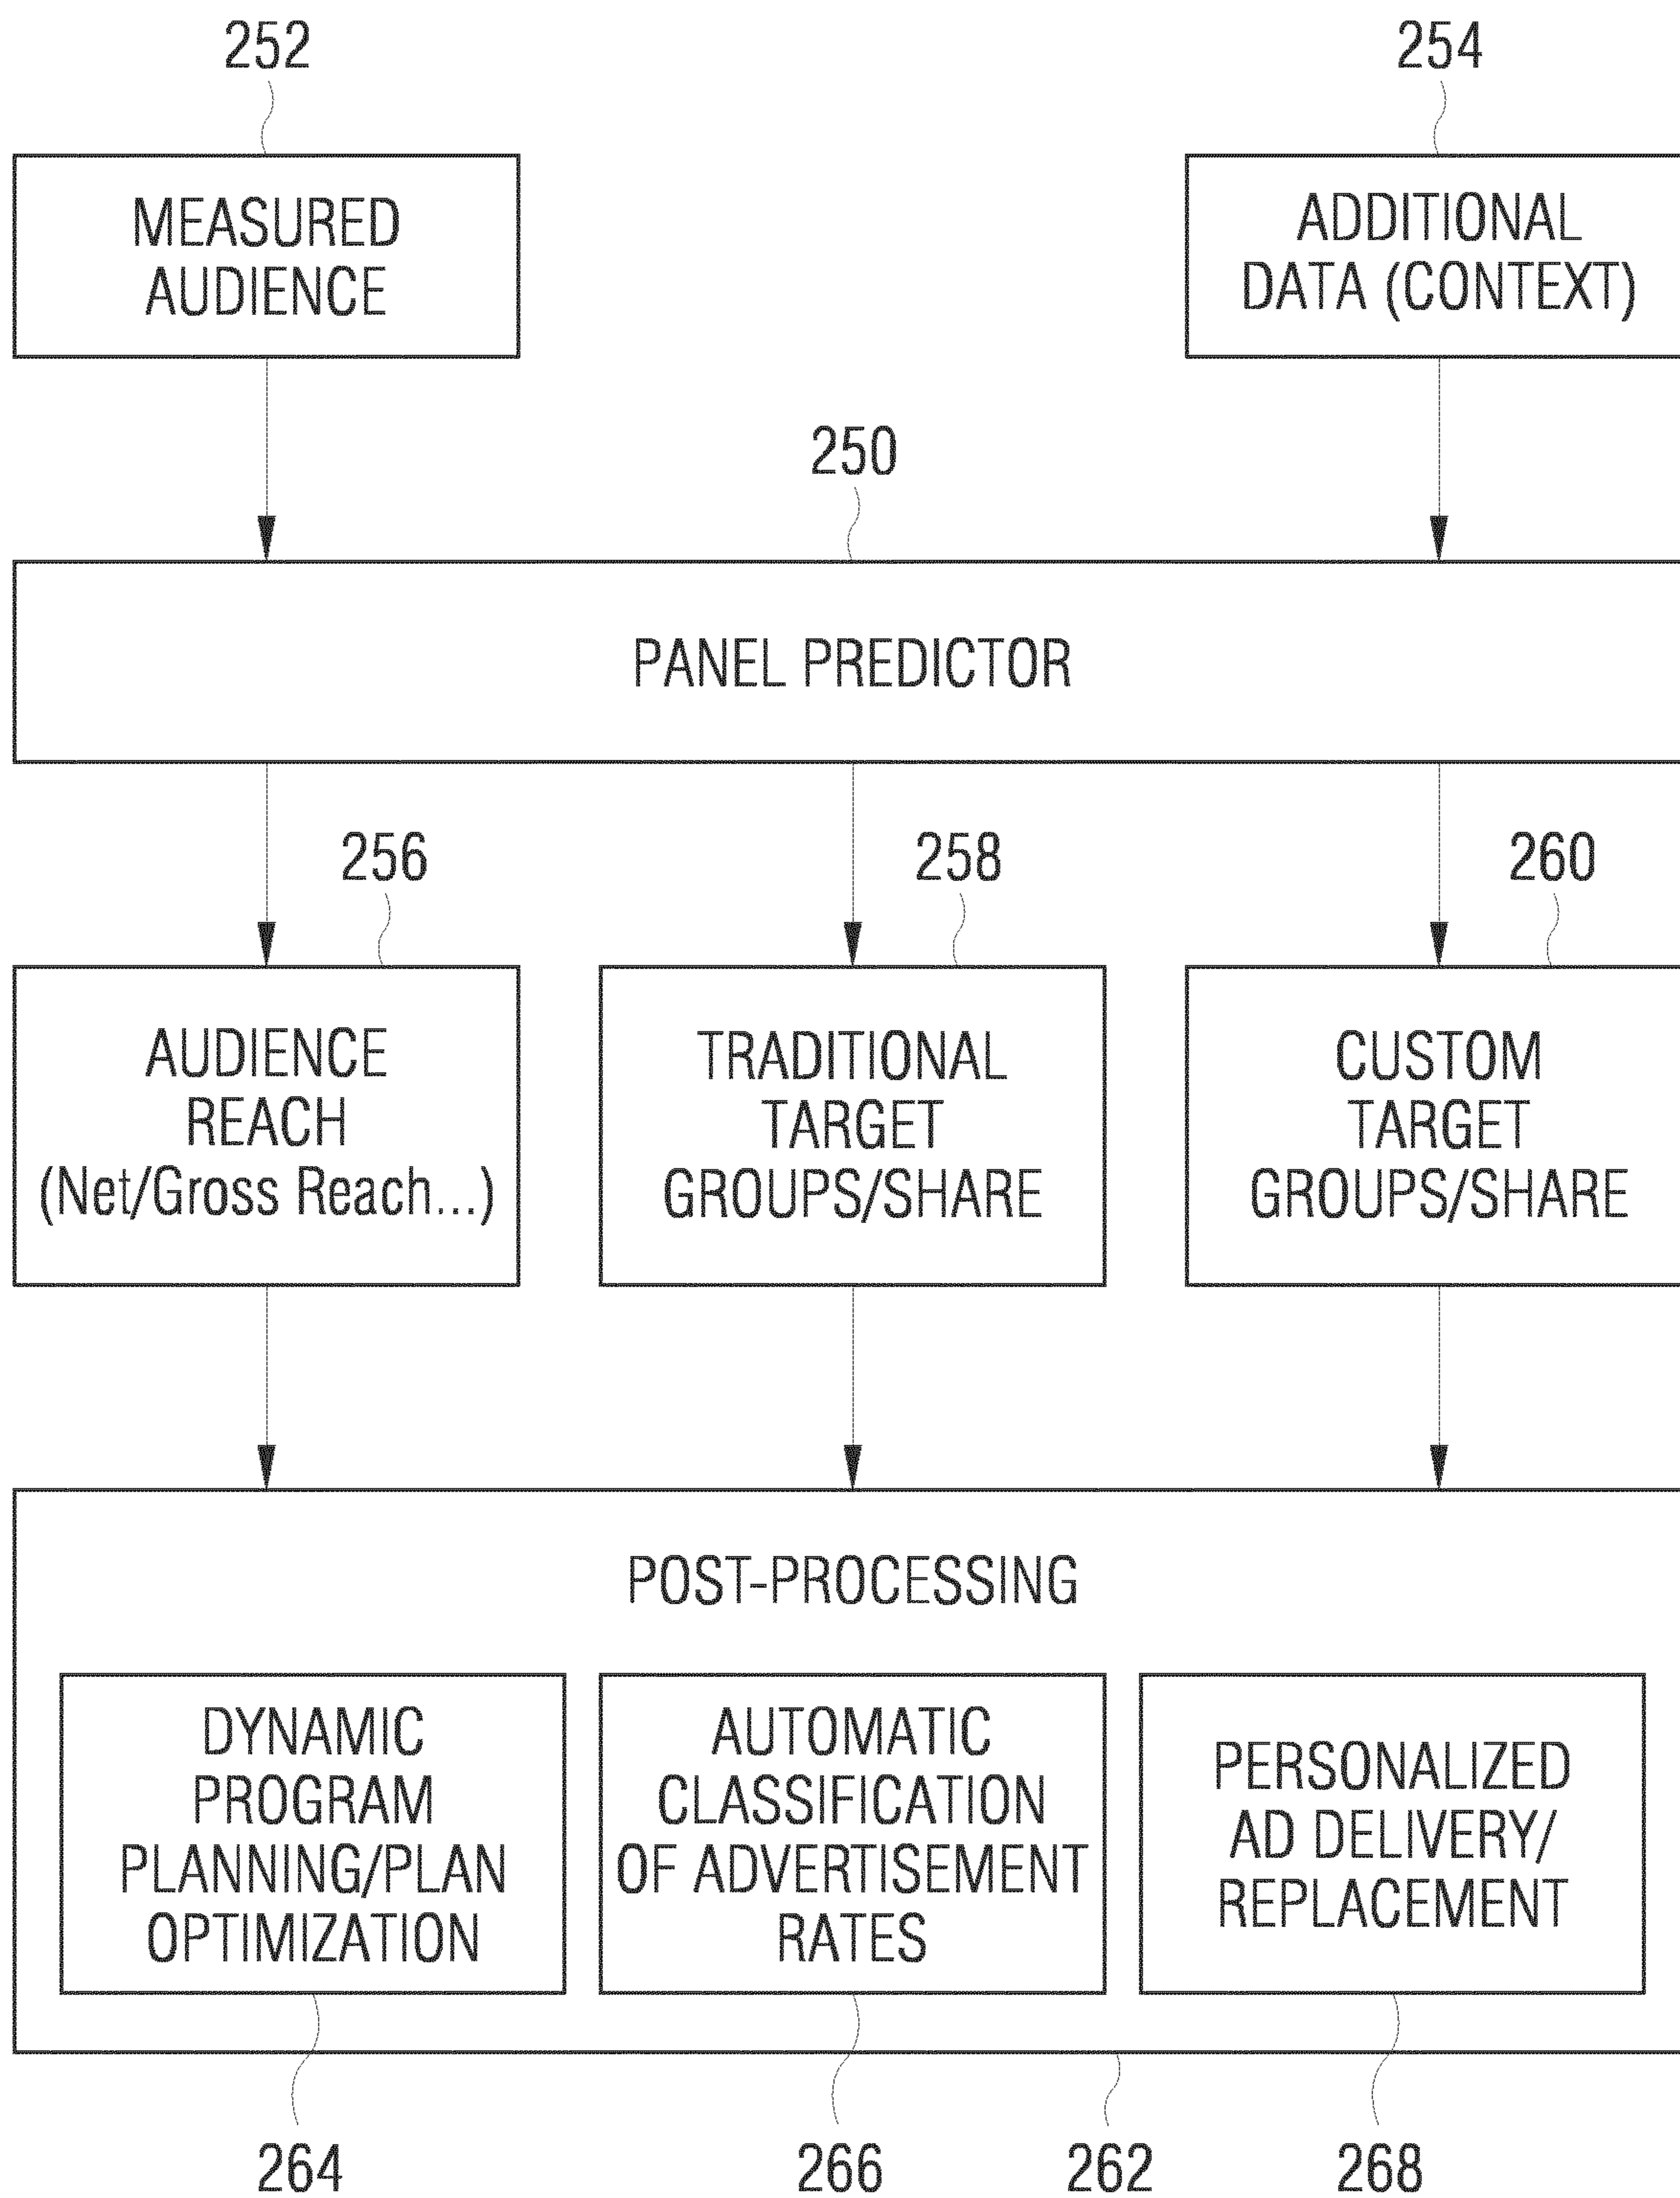 252
254
MEASURED
AUDIENCE
ADDITIONAL
DATA (CONTEXT)
250
PANEL PREDICTOR
256
258
260
AUDIENCE
REACH
(Net/Gross Reach...)
TRADITIONAL
TARGET
GROUPS/SHARE
CUSTOM
TARGET
GROUPS/SHARE
POST-PROCESSING
DYNAMIC
PROGRAM
PLANNING/PLAN
OPTIMIZATION
AUTOMATIC
CLASSIFICATION
OF ADVERTISEMENT
RATES
PERSONALIZED
AD DELIVERY/
REPLACEMENT
264
266
262
268